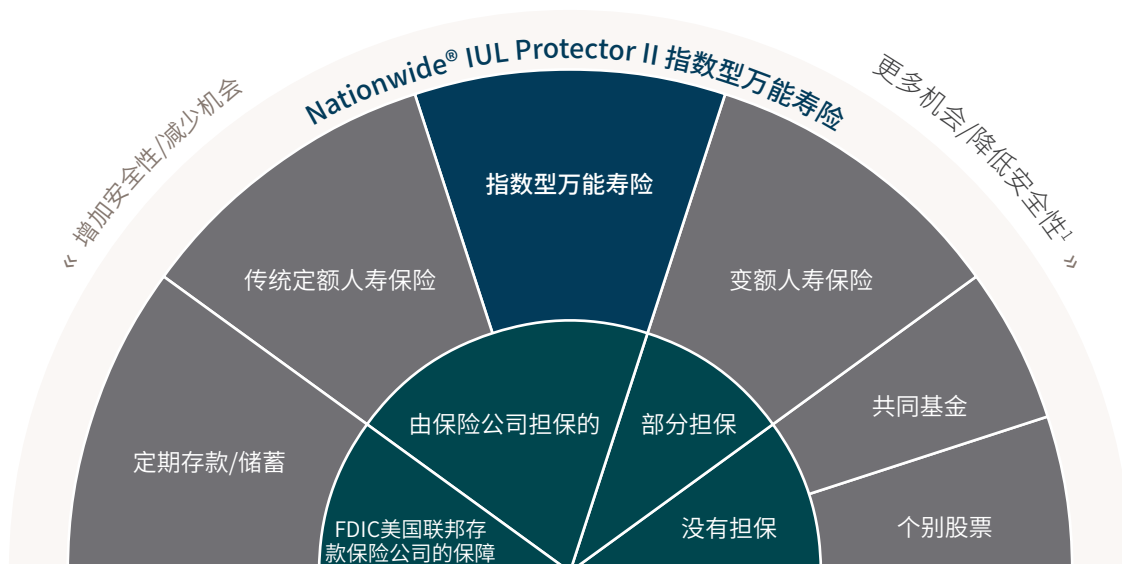 Nationwide® IUL Protector II 指数型万能寿险
« 增加安全性/减少机会
更多机会/降低安全性¹ »
指数型万能寿险
传统定额人寿保险
变额人寿保险
定期存款/储蓄
共同基金
个别股票
由保险公司担保的
部分担保
FDIC美国联邦存
款保险公司的保障
没有担保